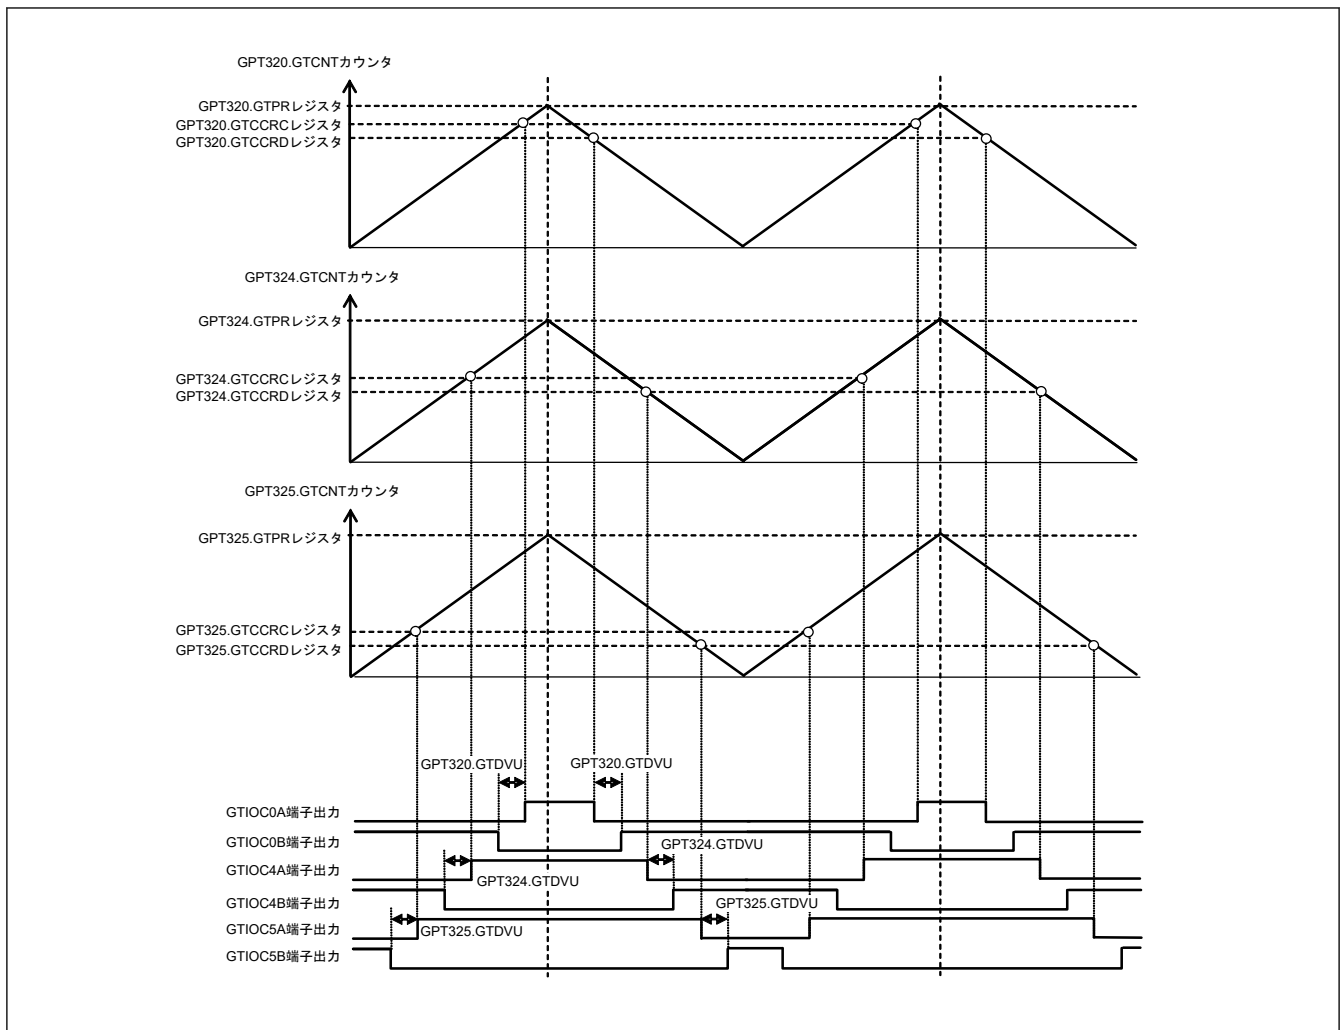 GPT320.GTCNTカウンタ
GPT320.GTPRレジスタ
GPT320.GTCCRCレジスタ
GPT320.GTCCRDレジスタ
GPT324.GTCNTカウンタ
GPT324.GTPRレジスタ
GPT324.GTCCRCレジスタ
GPT324.GTCCRDレジスタ
GPT325.GTCNTカウンタ
GPT325.GTPRレジスタ
GPT325.GTCCRCレジスタ
GPT325.GTCCRDレジスタ
GPT320.GTDVU GPT320.GTDVU
GTIOC0A端子出力
GTIOC0B端子出力
GPT324.GTDVU
GTIOC4A端子出力
GPT324.GTDVU
GTIOC4B端子出力
GPT325.GTDVU
GTIOC5A端子出力
GPT325.GTDVU
GTIOC5B端子出力